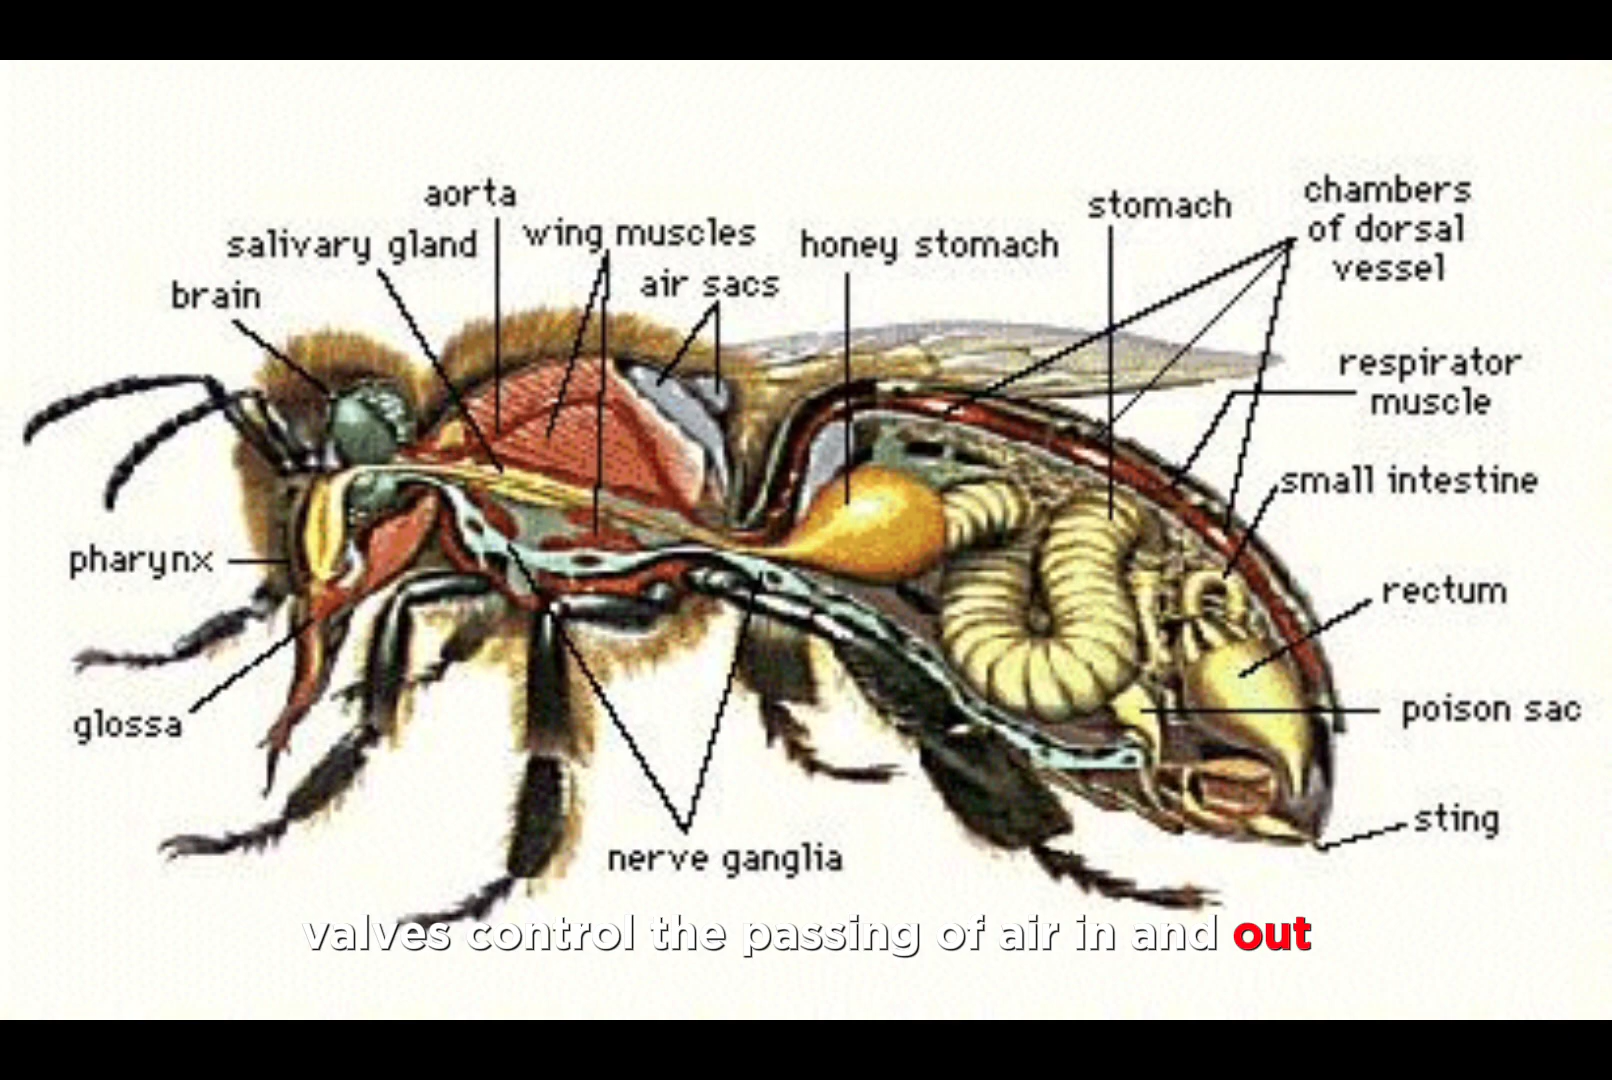 aorta
salivary gland
wing muscles
brain
air sacs
honey stomach
stomach
chambers
of dorsal
vessel
respirator
muscle
small intestine
pharynx
rectum
glossa
poison sac
sting
nerve ganglia
valves control the passing of air in and out